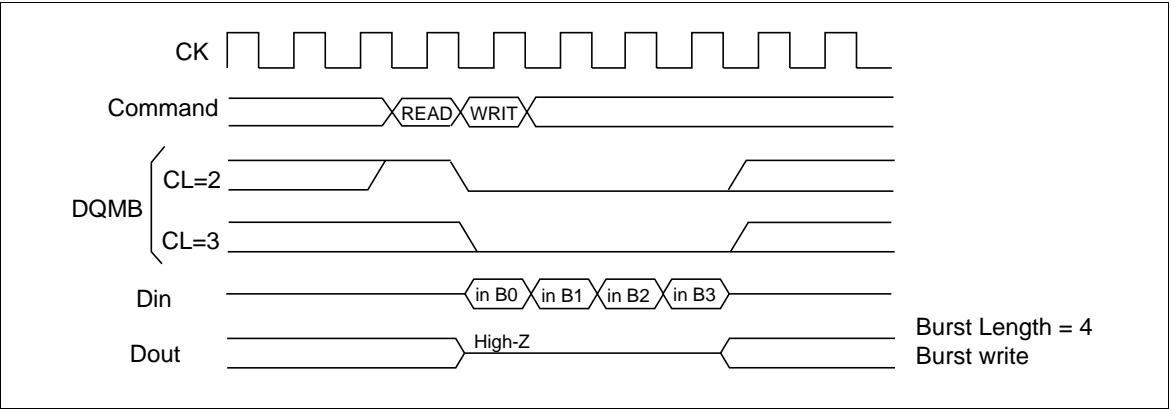 CK
Command
READ
WRIT
DQMB
CL=2
CL=3
Din
in B0
in B1
in B2
in B3
Dout
High-Z
Burst Length = 4
Burst write